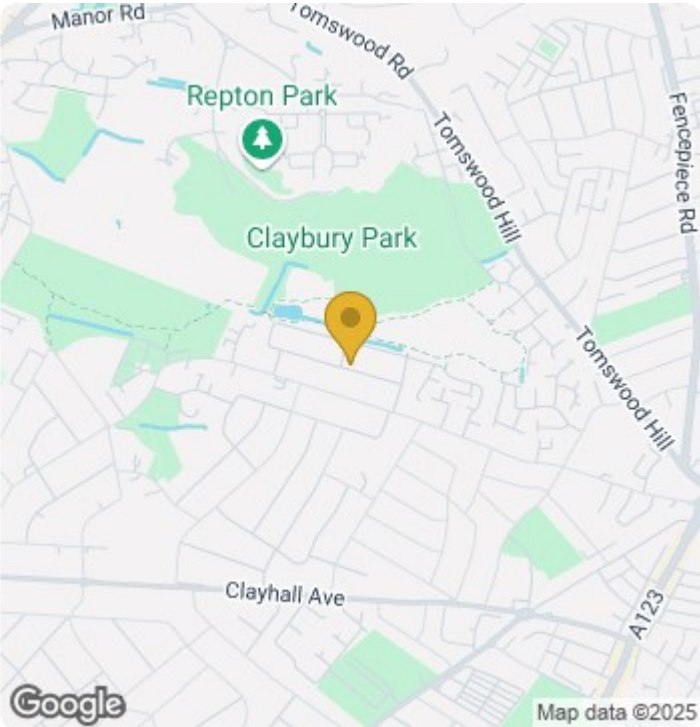 Manor Rd
Tomswood Rd
Repton Park
Tomswood Hill
Fencepiece Rd
Claybury Park
Tomswood Hill
Clayhall Ave
A123
Google
Map data ©2025